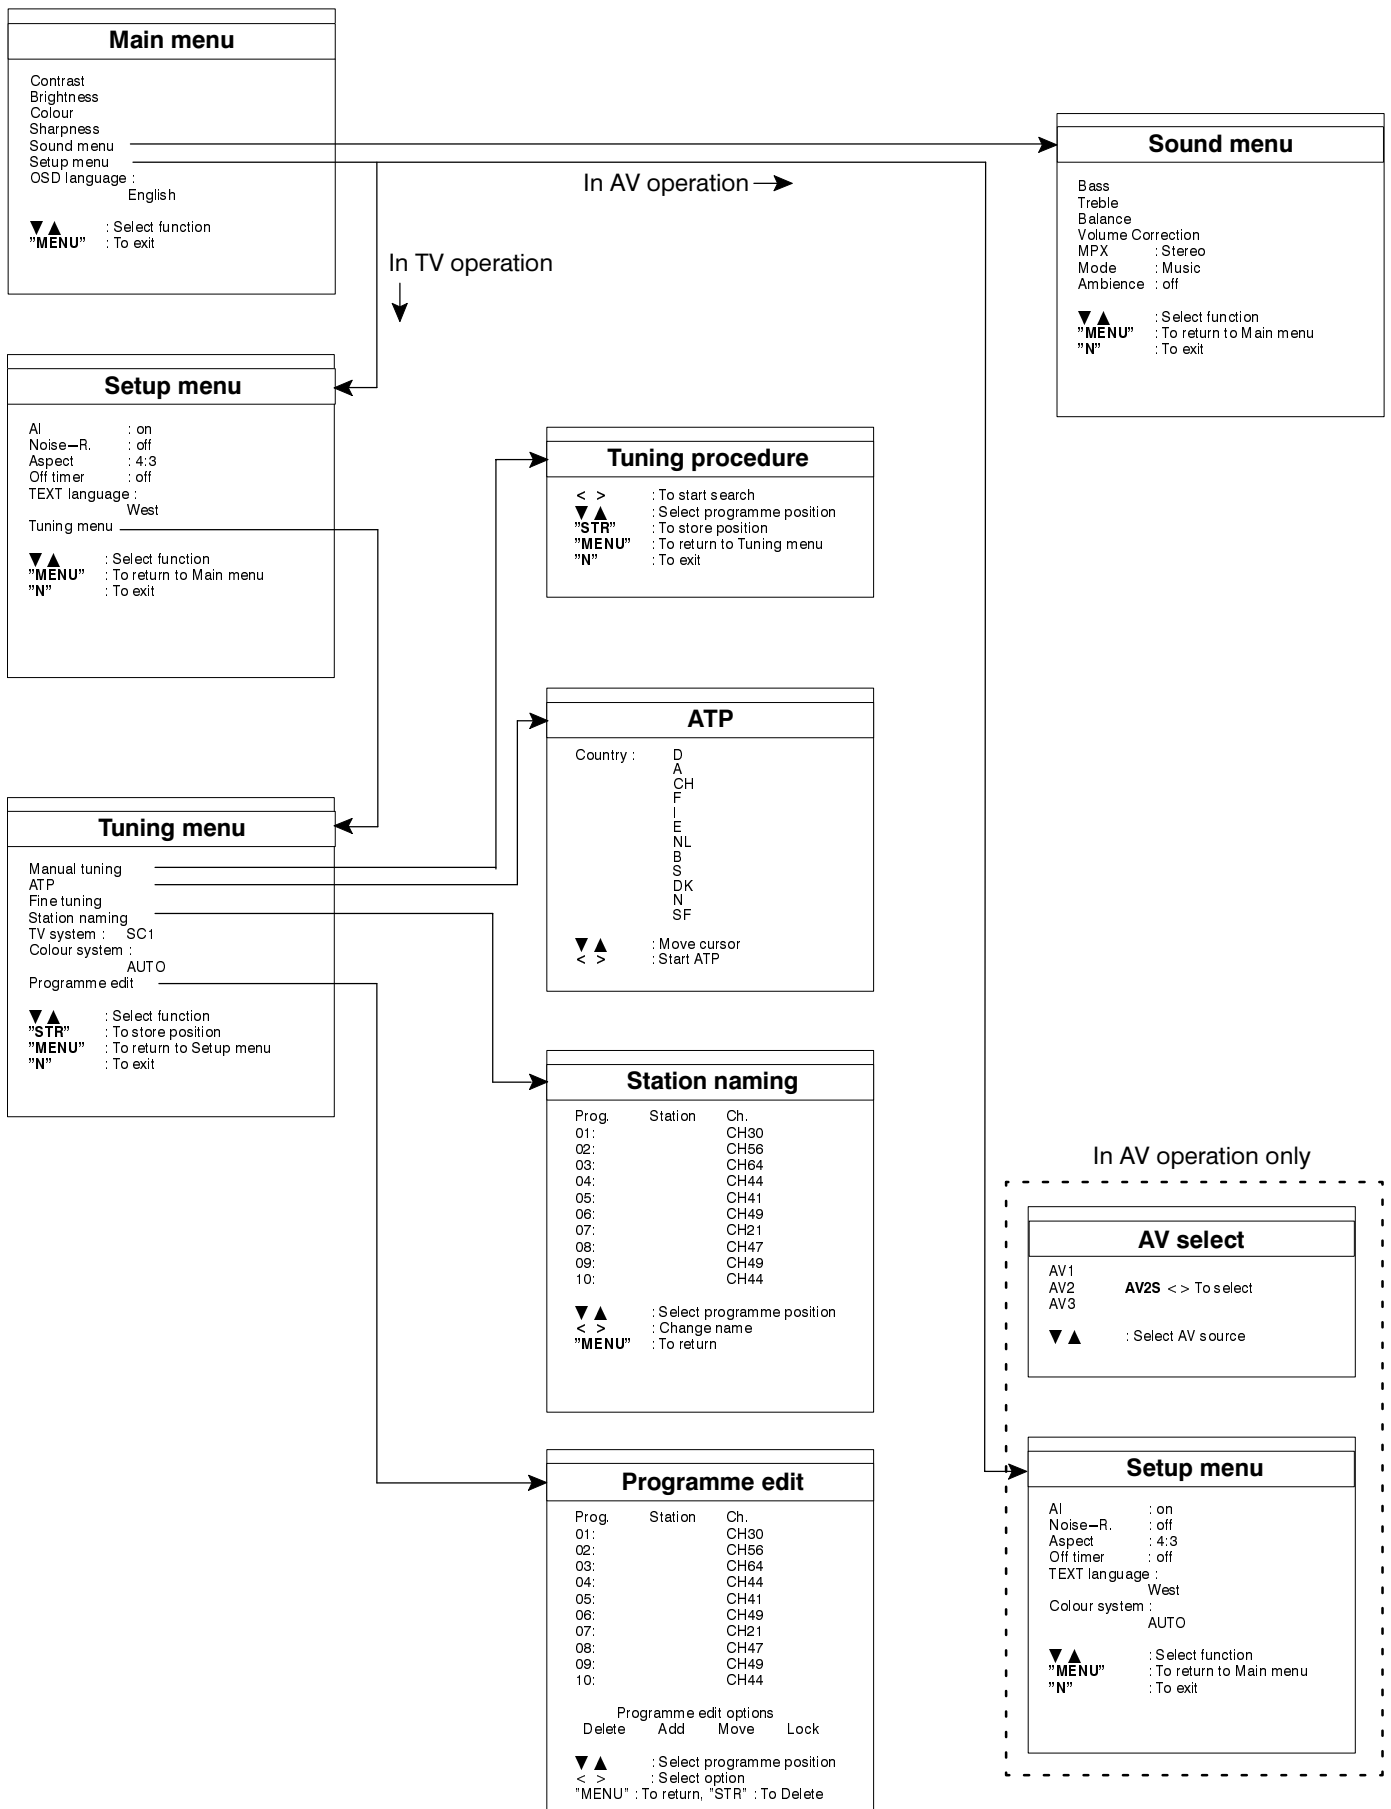 Main menu
Contrast
Brightness
Colour
Sharpness
Sound menu
Setup menu
OSD language :
English
▼ ▲ : Select function
"MENU" : To exit
In AV operation
In TV operation
Sound menu
Bass
Treble
Balance
Volume Correction
MPX : Stereo
Mode : Music
Ambience : off
▼ ▲ : Select function
"MENU" : To return to Main menu
"N" : To exit
Setup menu
AI : on
Noise–R. : off
Aspect : 4:3
Off timer : off
TEXT language :
West
Tuning menu
▼ ▲ : Select function
"MENU" : To return to Main menu
"N" : To exit
Tuning procedure
< > : To start search
▼ ▲ : Select programme position
"STR" : To store position
"MENU" : To return to Tuning menu
"N" : To exit
ATP
Country : D
A
CH
F
I
E
NL
B
S
DK
N
SF
▼ ▲ : Move cursor
< > : Start ATP
Tuning menu
Manual tuning
ATP
Fine tuning
Station naming
TV system : SC1
Colour system :
AUTO
Programme edit
▼ ▲ : Select function
"STR" : To store position
"MENU" : To return to Setup menu
"N" : To exit
Station naming
Prog. Station Ch.
01: CH30
02: CH56
03: CH64
04: CH44
05: CH41
06: CH49
07: CH21
08: CH47
09: CH49
10: CH44
▼ ▲ : Select programme position
< > : Change name
"MENU" : To return
Programme edit
Prog. Station Ch.
01: CH30
02: CH56
03: CH64
04: CH44
05: CH41
06: CH49
07: CH21
08: CH47
09: CH49
10: CH44
Programme edit options
Delete Add Move Lock
▼ ▲ : Select programme position
< > : Select option
"MENU" : To return, "STR" : To Delete
In AV operation only
AV select
AV1
AV2 AV2S < > To select
AV3
▼ ▲ : Select AV source
Setup menu
AI : on
Noise–R. : off
Aspect : 4:3
Off timer : off
TEXT language :
West
Colour system :
AUTO
▼ ▲ : Select function
"MENU" : To return to Main menu
"N" : To exit